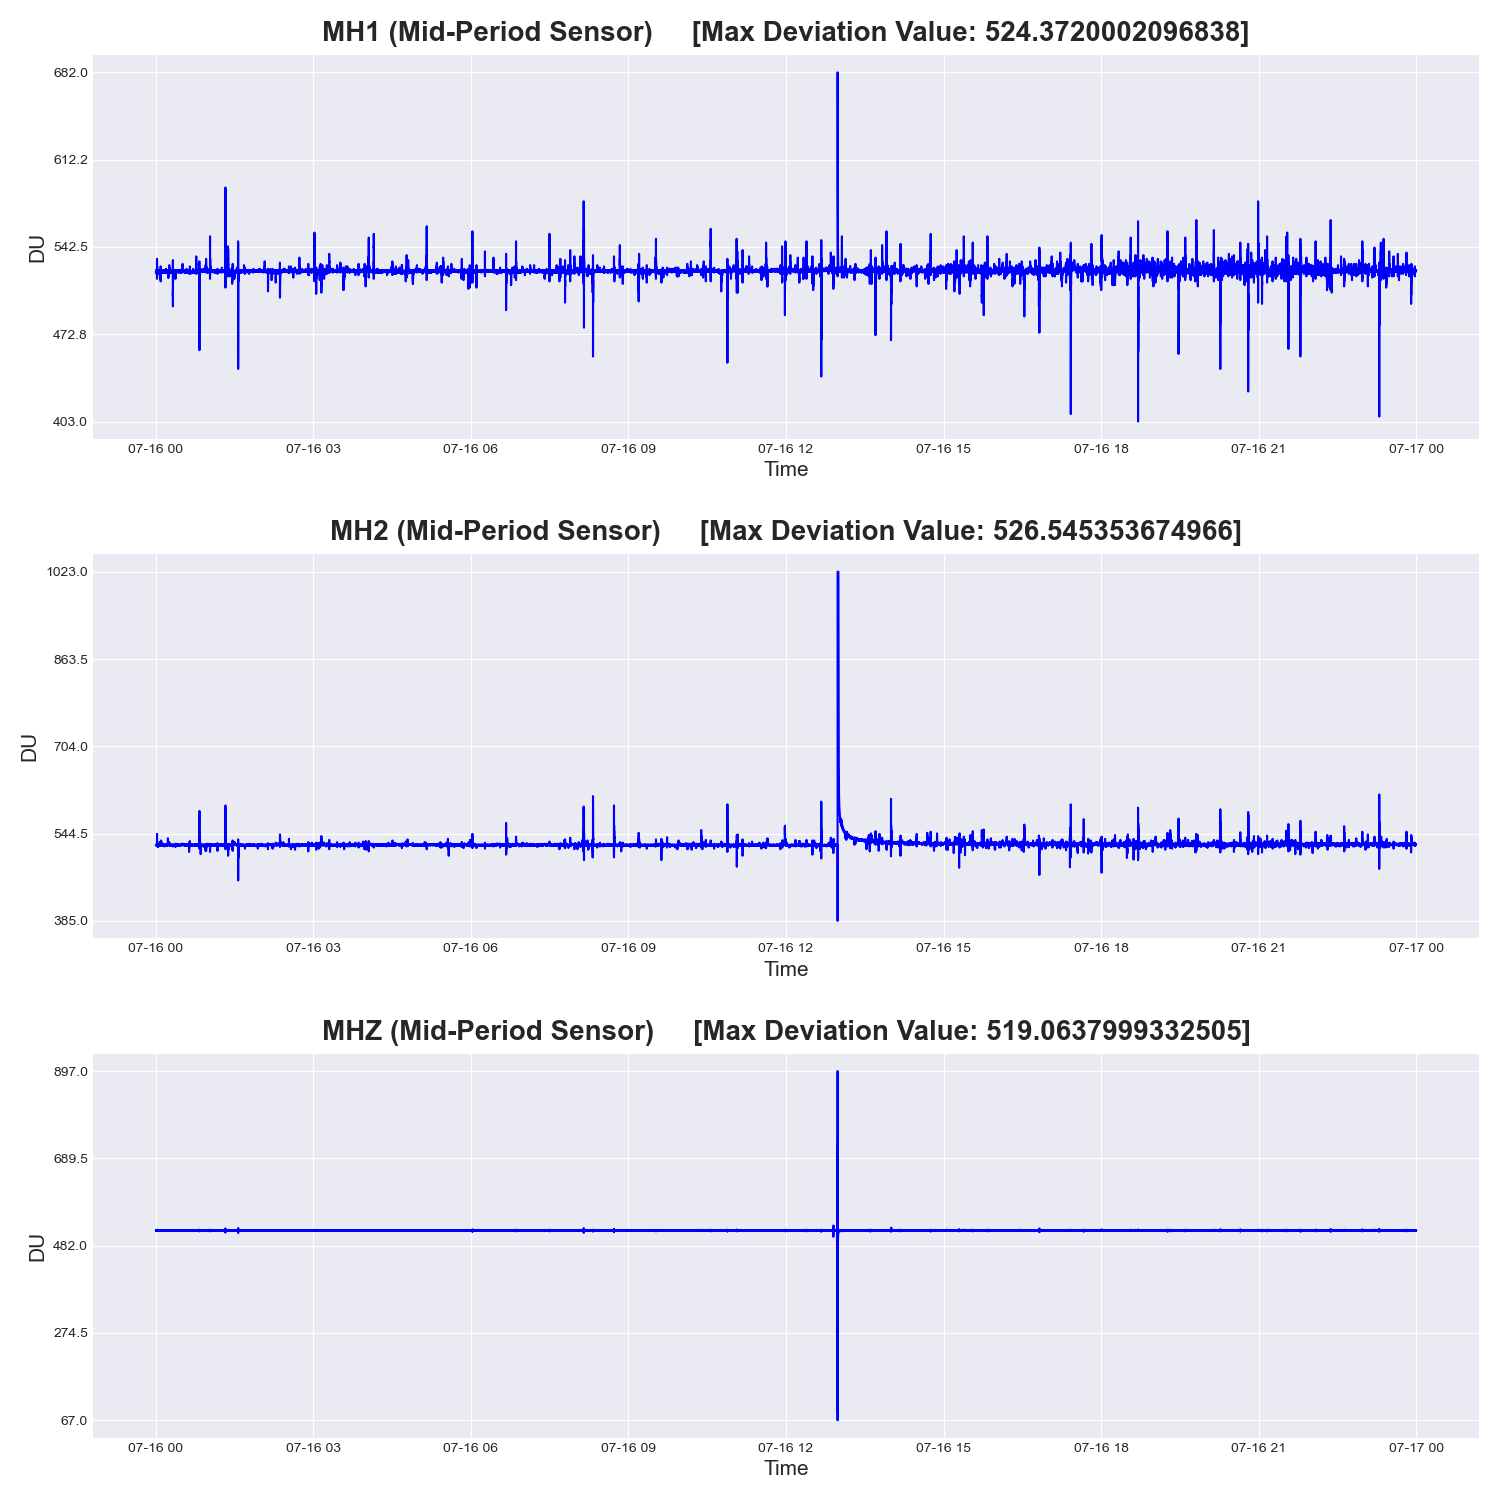 MH1 (Mid-Period Sensor) [Max Deviation Value: 524.3720002096838]
682.0
612.2
542.5
472.8
403.0
DU
07-16 00 07-16 03 07-16 06 07-16 09 07-16 12 07-16 15 07-16 18 07-16 21 07-17 00
Time
MH2 (Mid-Period Sensor) [Max Deviation Value: 526.545353674966]
1023.0
863.5
704.0
544.5
385.0
DU
07-16 00 07-16 03 07-16 06 07-16 09 07-16 12 07-16 15 07-16 18 07-16 21 07-17 00
Time
MHZ (Mid-Period Sensor) [Max Deviation Value: 519.0637999332505]
897.0
689.5
482.0
274.5
67.0
DU
07-16 00 07-16 03 07-16 06 07-16 09 07-16 12 07-16 15 07-16 18 07-16 21 07-17 00
Time